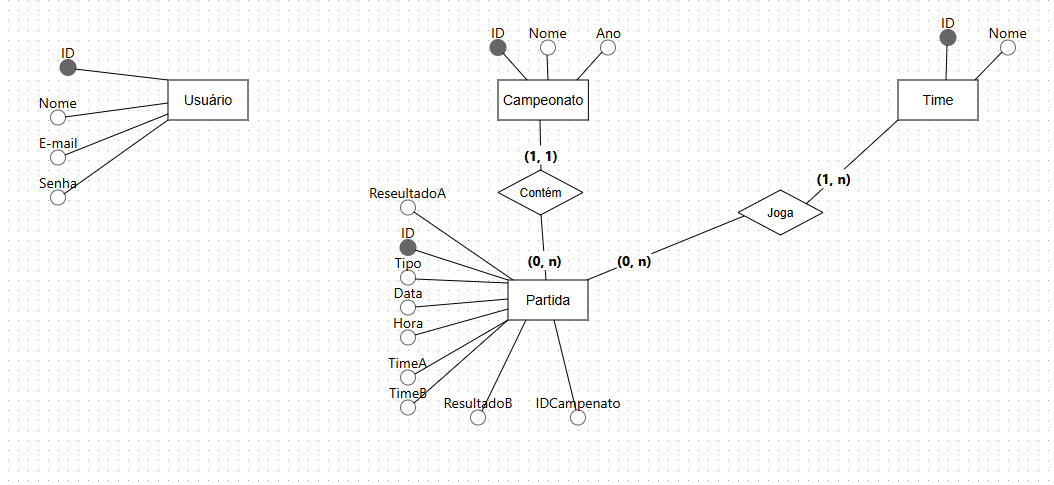 ID
Nome
E-mail
Senha
Usuário
ID
Nome
Ano
Campeonato
(1, 1)
Contém
(0, n)
ID
Nome
Time
(1, n)
Joga
(0, n)
ReseultadoA
ID
Tipo
Data
Hora
TimeA
TimeB
ResultadoB
IDCampenato
Partida